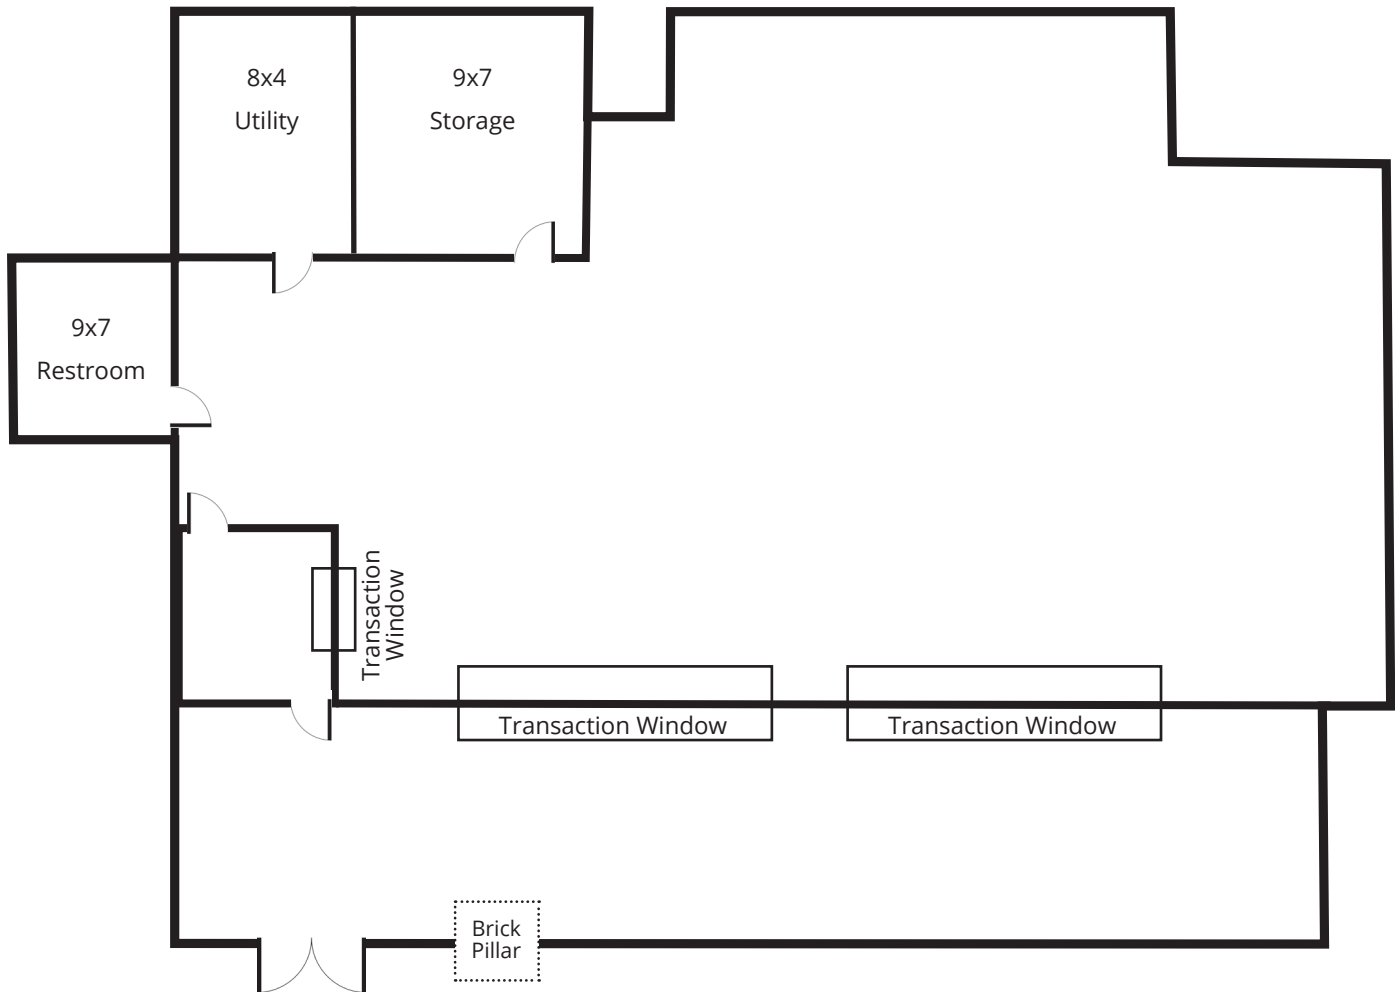 8x4
Utility
9x7
Storage
9x7
Restroom
Transaction
Window
Transaction Window
Transaction Window
Brick
Pillar